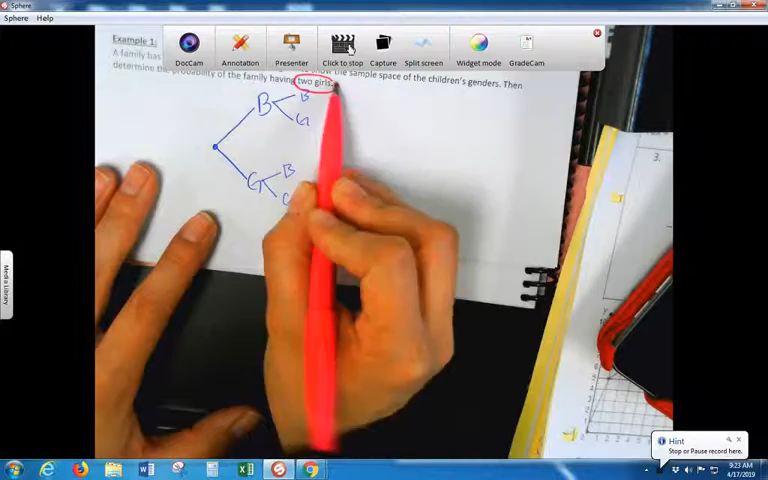 Sphere
Sphere Help
DocCam
Annotation
Presenter
Click to stop
Capture
Split screen
Widget mode
GradeCam
Example 1:
A family has
show the sample space of the children's genders. Then
determine the probability of the family having two girls.
B
B
G
G
B
G
3.
Media Library
Hint
Stop or Pause record here.
9:23 AM
4/17/2019